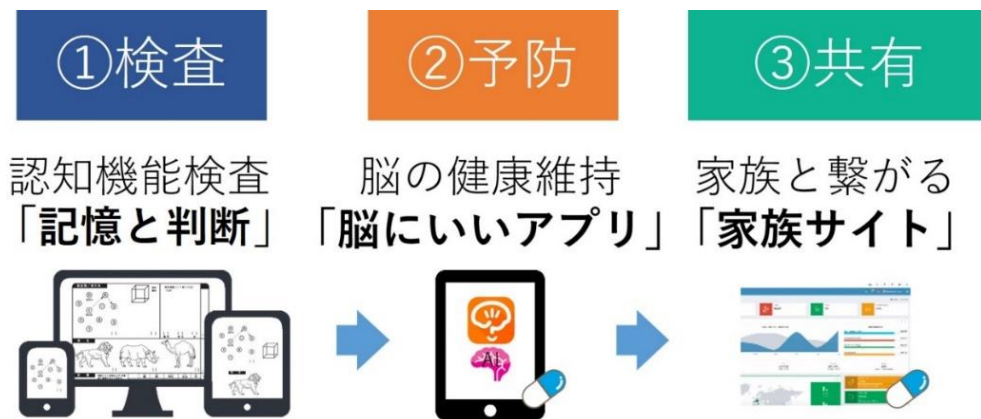 ①検査
②予防
③共有
認知機能検査
「記憶と判断」
脳の健康維持
「脳にいいアプリ」
家族と繋がる
「家族サイト」
AI